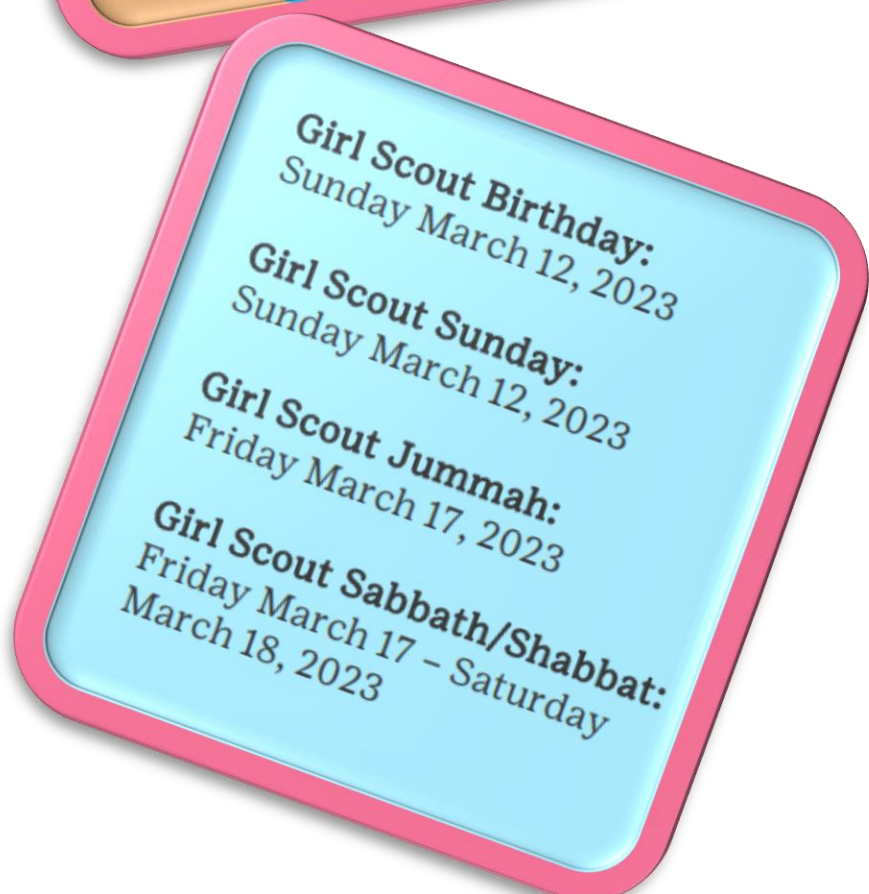 Girl Scout Birthday:
Sunday March 12, 2023
Girl Scout Sunday:
Sunday March 12, 2023
Girl Scout Jummah:
Friday March 17, 2023
Girl Scout Sabbath/Shabbat:
Friday March 17 – Saturday
March 18, 2023